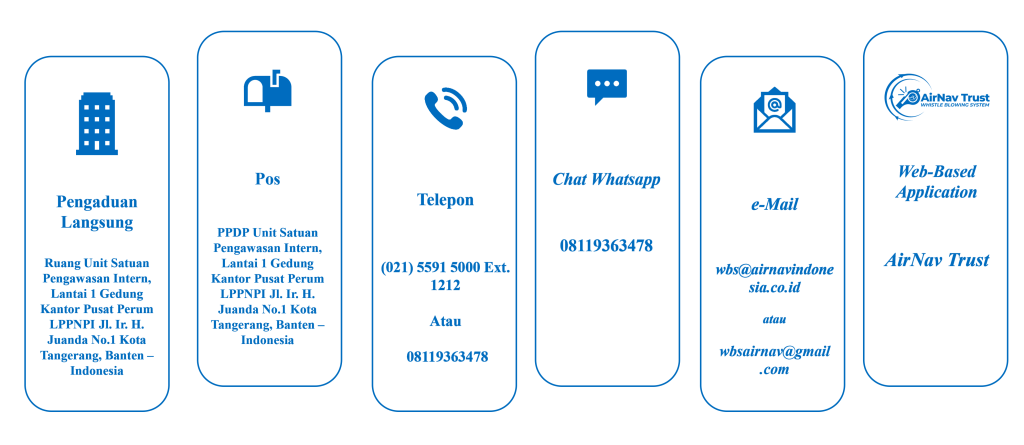 Pengaduan
Langsung
Ruang Unit Satuan
Pengawasan Intern,
Lantai 1 Gedung
Kantor Pusat Perum
LPPNPI Jl. Ir. H.
Juanda No.1 Kota
Tangerang, Banten –
Indonesia
Pos
PPDP Unit Satuan
Pengawasan Intern,
Lantai 1 Gedung
Kantor Pusat Perum
LPPNPI Jl. Ir. H.
Juanda No.1 Kota
Tangerang, Banten –
Indonesia
Telepon
(021) 5591 5000 Ext.
1212
Atau
08119363478
Chat Whatsapp
08119363478
@
e-Mail
wbs@airnavindone
sia.co.id
atau
wbsairnav@gmail
.com
AirNav Trust
WHISTLE BLOWING SYSTEM
Web-Based
Application
AirNav Trust